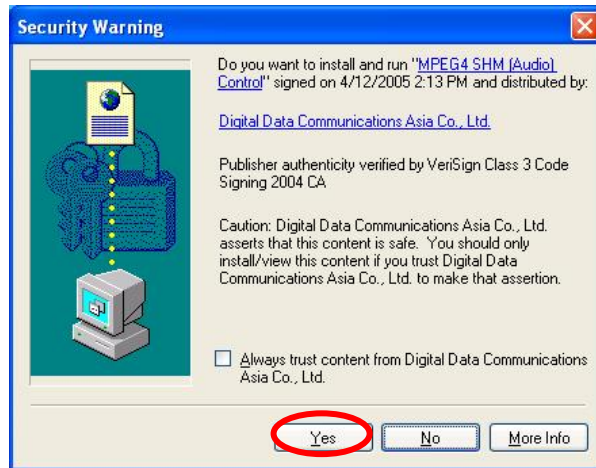 Security Warning
Do you want to install and run "MPEG4 SHM (Audio)
Control" signed on 4/12/2005 2:13 PM and distributed by:
Digital Data Communications Asia Co., Ltd.
Publisher authenticity verified by VeriSign Class 3 Code
Signing 2004 CA
Caution: Digital Data Communications Asia Co., Ltd.
asserts that this content is safe. You should only
install/view this content if you trust Digital Data
Communications Asia Co., Ltd. to make that assertion.
Always trust content from Digital Data Communications
Asia Co., Ltd.
Yes No More Info